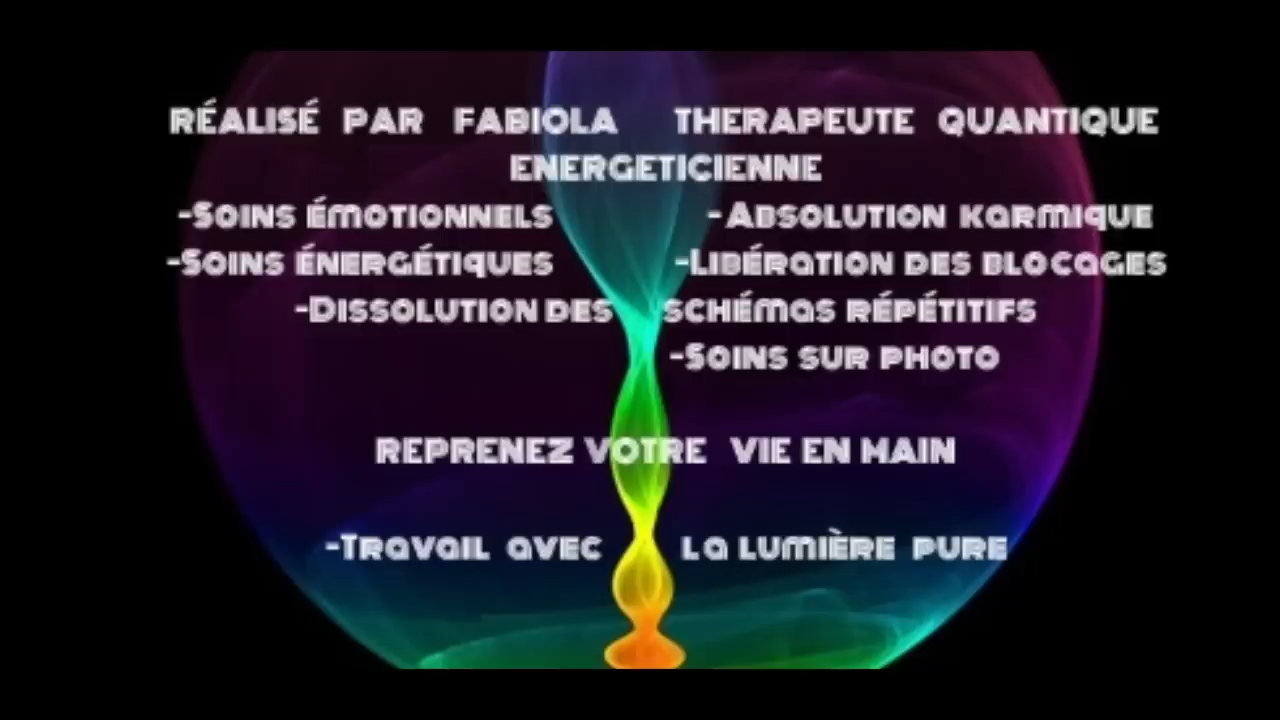 RÉALISÉ PAR FABIOLA THERAPEUTE QUANTIQUE
ENERGETICIENNE
-Soins émotionnels -Absolution karmique
-Soins énergétiques -Libération des blocages
-Dissolution des schémas répétitifs
-Soins sur photo
REPRENEZ VOTRE VIE EN MAIN
-Travail avec la lumière pure